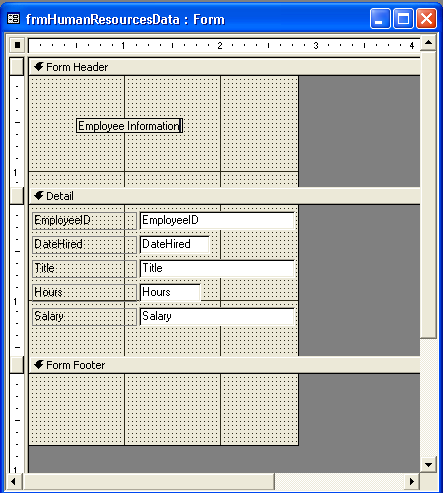 frmHumanResourcesData : Form
1 2 3 4
Form Header
Employee Information
1
Detail
EmployeeID EmployeeID
DateHired DateHired
Title Title
1
Hours Hours
Salary Salary
Form Footer
1